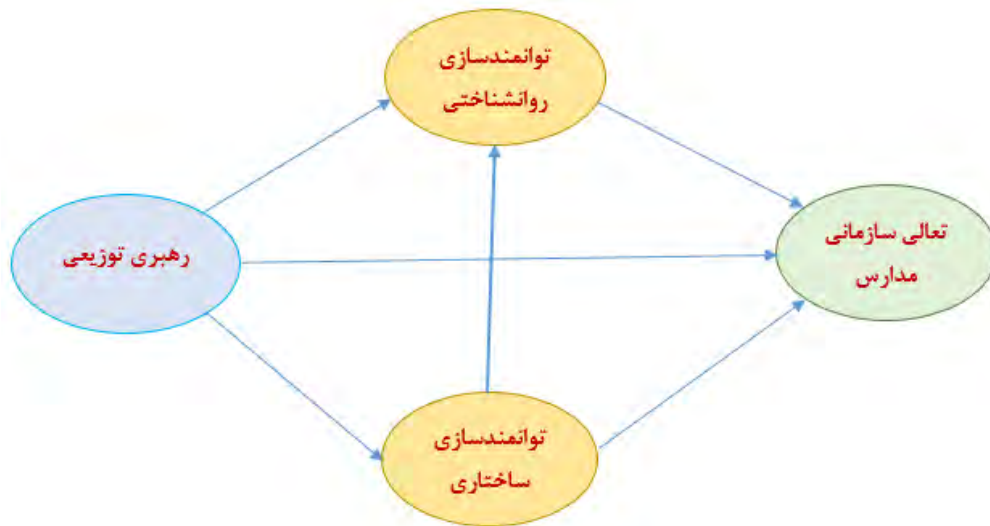 توانمندسازی
روانشناختی
رهبری توزیعی
تعالی سازمانی
مدارس
توانمندسازی
ساختاری